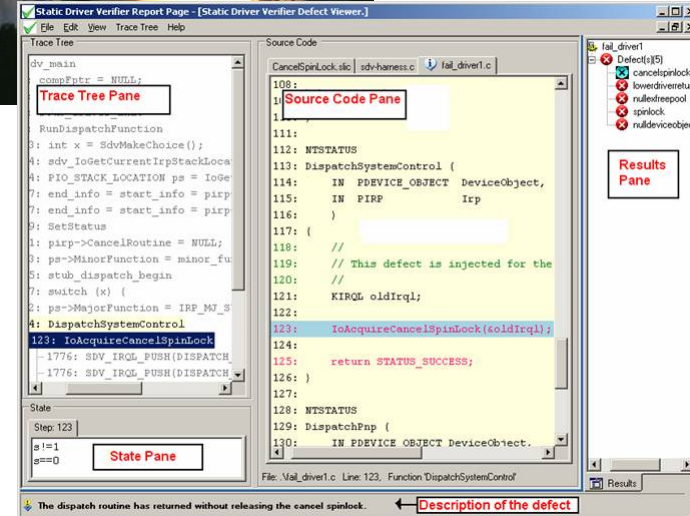 Static Driver Verifier Report Page - [Static Driver Verifier Defect Viewer.]
File Edit View Trace Tree Help
Trace Tree
dv_main
compFptr = NULL;
Trace Tree Pane
RunDispatchFunction
3: int x = SdvMakeChoice();
4: sdv_IoGetCurrentIrpStackLoca
4: PIO_STACK_LOCATION ps = IoGe
7: end_info = start_info = pirp
7: end_info = start_info = pirp
9: SetStatus
1: pirp->CancelRoutine = NULL;
3: ps->MinorFunction = minor_fu
5: stub_dispatch_begin
7: switch (x) {
2: ps->MajorFunction = IRP_MJ_S
4: DispatchSystemControl
123: IoAcquireCancelSpinLock
1776: SDV_IRQL_PUSH(DISPATCH_
1776: SDV_IRQL_PUSH(DISPATCH_
State
Step: 123
s!=1
s==0
State Pane
Source Code
CancelSpinLock.slic sdv-harness.c fail_driver1.c
108:
Source Code Pane
111:
112: NTSTATUS
113: DispatchSystemControl (
114: IN PDEVICE_OBJECT DeviceObject,
115: IN PIRP Irp
116: )
117: {
118: //
119: // This defect is injected for the
120: //
121: KIRQL oldIrql;
122:
123: IoAcquireCancelSpinLock(&oldIrql);
124:
125: return STATUS_SUCCESS;
126: }
127:
128: NTSTATUS
129: DispatchPnp (
130: IN PDEVICE_OBJECT DeviceObject,
File: .\fail_driver1.c Line: 123, Function 'DispatchSystemControl'
fail_driver1
Defect(s)(5)
cancelspinlock
lowerdriverretu
nullexfreepool
spinlock
nulldeviceobje
Results Pane
Results
The dispatch routine has returned without releasing the cancel spinlock.
Description of the defect